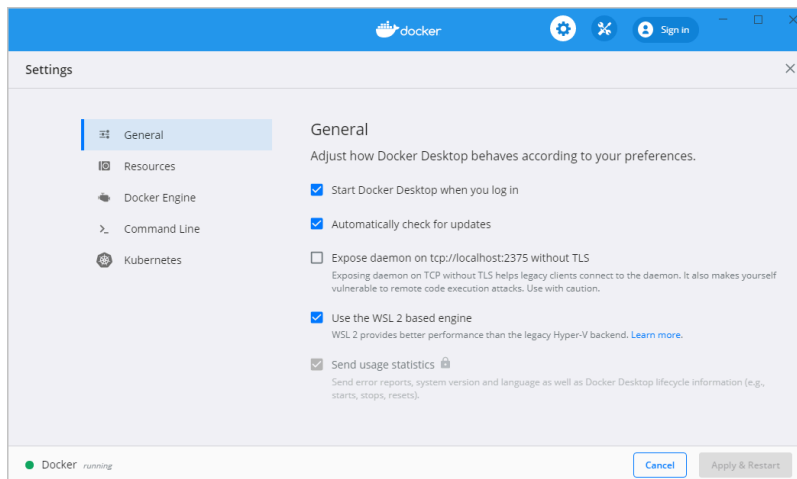 docker
Sign in
Settings
General
Resources
Docker Engine
Command Line
Kubernetes
General
Adjust how Docker Desktop behaves according to your preferences.
Start Docker Desktop when you log in
Automatically check for updates
Expose daemon on tcp://localhost:2375 without TLS
Exposing daemon on TCP without TLS helps legacy clients connect to the daemon. It also makes yourself
vulnerable to remote code execution attacks. Use with caution.
Use the WSL 2 based engine
WSL 2 provides better performance than the legacy Hyper-V backend. Learn more.
Send usage statistics
Send error reports, system version and language as well as Docker Desktop lifecycle information (e.g.,
starts, stops, resets).
Docker running
Cancel
Apply & Restart